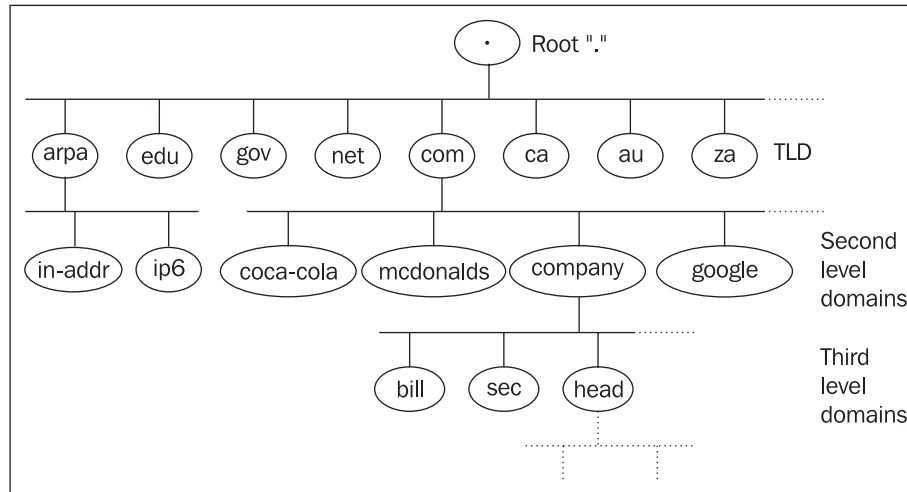 . Root "."
arpa edu gov net com ca au za TLD
in-addr ip6 coca-cola mcdonalds company google
Second
level
domains
bill sec head
Third
level
domains